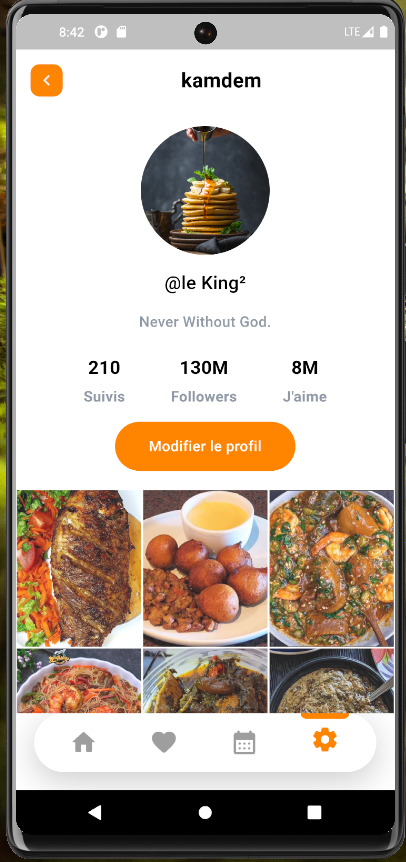 8:42 LTE
kamdem
@le King²
Never Without God.
210 130M 8M
Suivis Followers J'aime
Modifier le profil